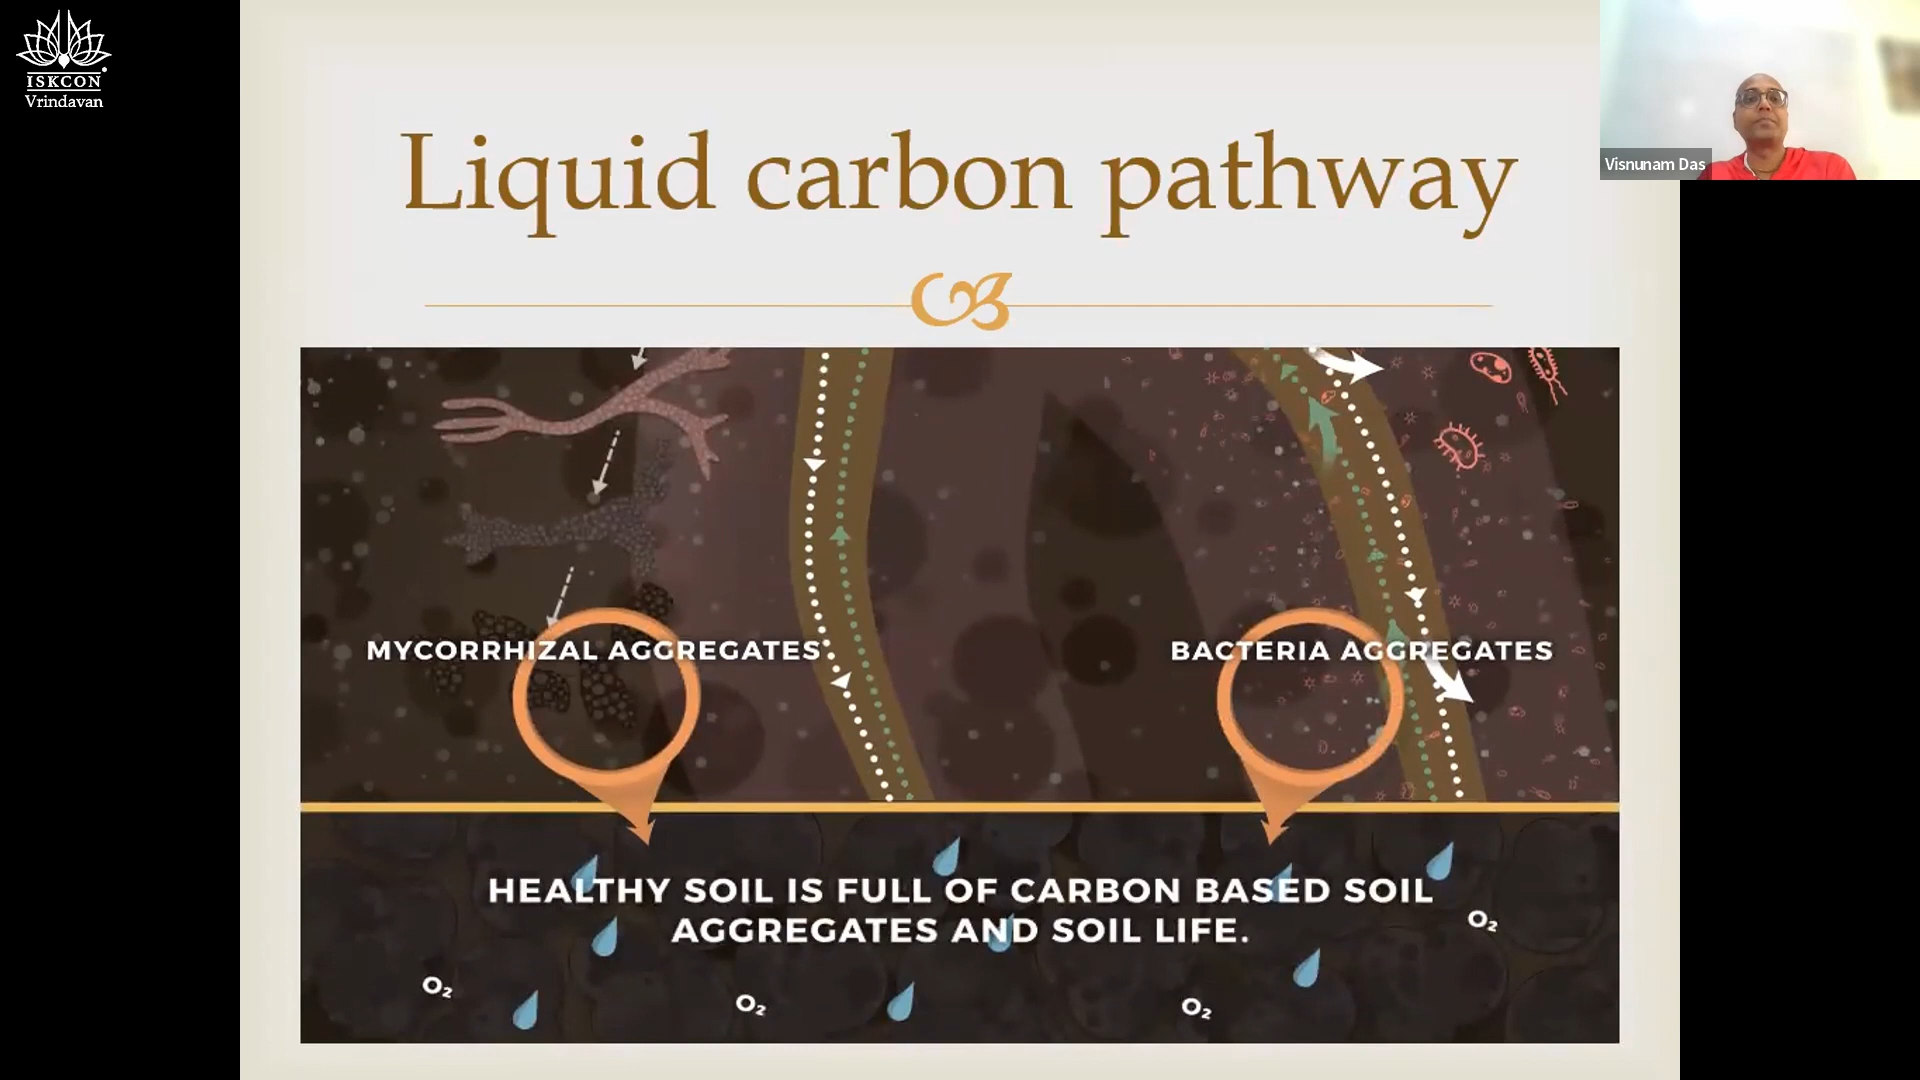 ISKCON
Vrindavan
Visnunam Das
Liquid carbon pathway
MYCORRHIZAL AGGREGATES
BACTERIA AGGREGATES
HEALTHY SOIL IS FULL OF CARBON BASED SOIL
AGGREGATES AND SOIL LIFE.
O₂
O₂
O₂
O₂